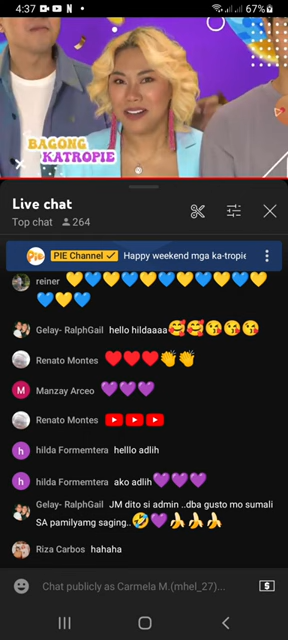 4:37
67%
BAGONG
KATROPIE
Live chat
Top chat 264
Pie PIE Channel Happy weekend mga ka-tropie
reiner
Gelay- RalphGail hello hildaaaa
Renato Montes
M Manzay Arceo
Renato Montes
h hilda Formemtera helllo adlih
h hilda Formemtera ako adlih
Gelay- RalphGail JM dito si admin ..dba gusto mo sumali
SA pamilyamg saging..
Riza Carbos hahaha
Chat publicly as Carmela M.(mhel_27)...